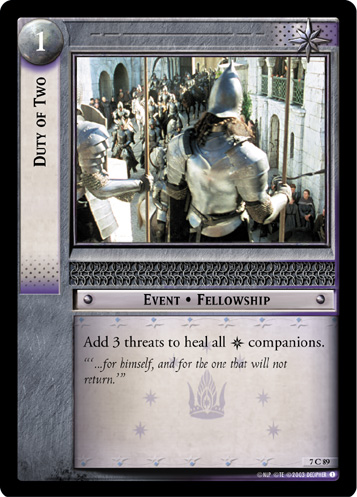 1
DUTY OF TWO
EVENT • FELLOWSHIP
Add 3 threats to heal all companions.
“‘...for himself, and for the one that will not
return.’”
7 C 89